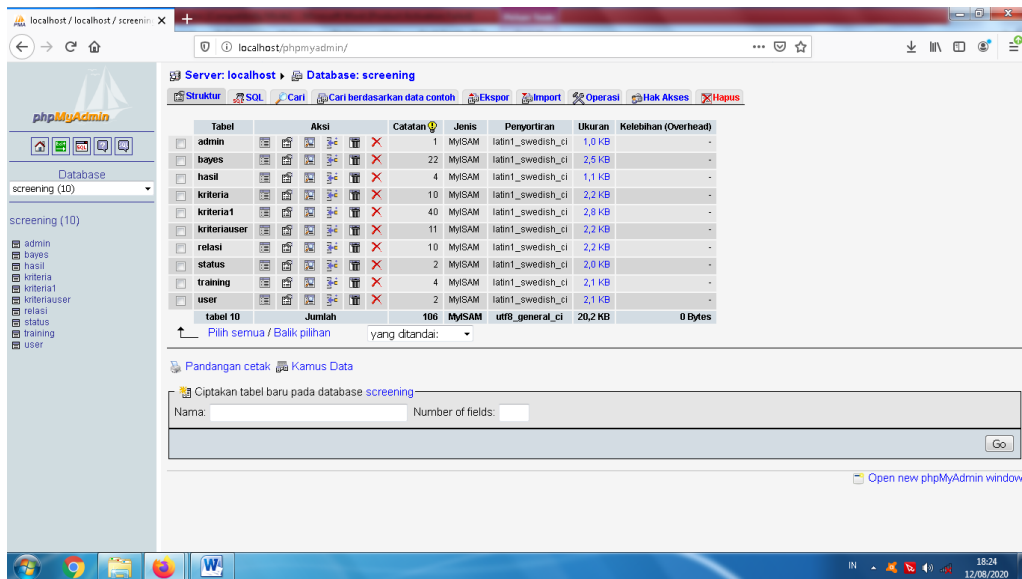 localhost / localhost / screening
localhost/phpmyadmin/
phpMyAdmin
Database
screening (10)
screening (10)
admin
bayes
hasil
kriteria
kriteria1
kriteriauser
relasi
status
training
user
Server: localhost ▸ Database: screening
Struktur SQL Cari Cari berdasarkan data contoh Ekspor Import Operasi Hak Akses Hapus
Tabel Aksi Catatan Jenis Penyortiran Ukuran Kelebihan (Overhead)
admin 1 MyISAM latin1_swedish_ci 1,0 KB -
bayes 22 MyISAM latin1_swedish_ci 2,5 KB -
hasil 4 MyISAM latin1_swedish_ci 1,1 KB -
kriteria 10 MyISAM latin1_swedish_ci 2,2 KB -
kriteria1 40 MyISAM latin1_swedish_ci 2,8 KB -
kriteriauser 11 MyISAM latin1_swedish_ci 2,2 KB -
relasi 10 MyISAM latin1_swedish_ci 2,2 KB -
status 2 MyISAM latin1_swedish_ci 2,0 KB -
training 4 MyISAM latin1_swedish_ci 2,1 KB -
user 2 MyISAM latin1_swedish_ci 2,1 KB -
tabel 10 Jumlah 106 MyISAM utf8_general_ci 20,2 KB 0 Bytes
Pilih semua / Balik pilihan yang ditandai:
Pandangan cetak Kamus Data
Ciptakan tabel baru pada database screening
Nama: Number of fields:
Go
Open new phpMyAdmin window
IN 18:24
12/08/2020